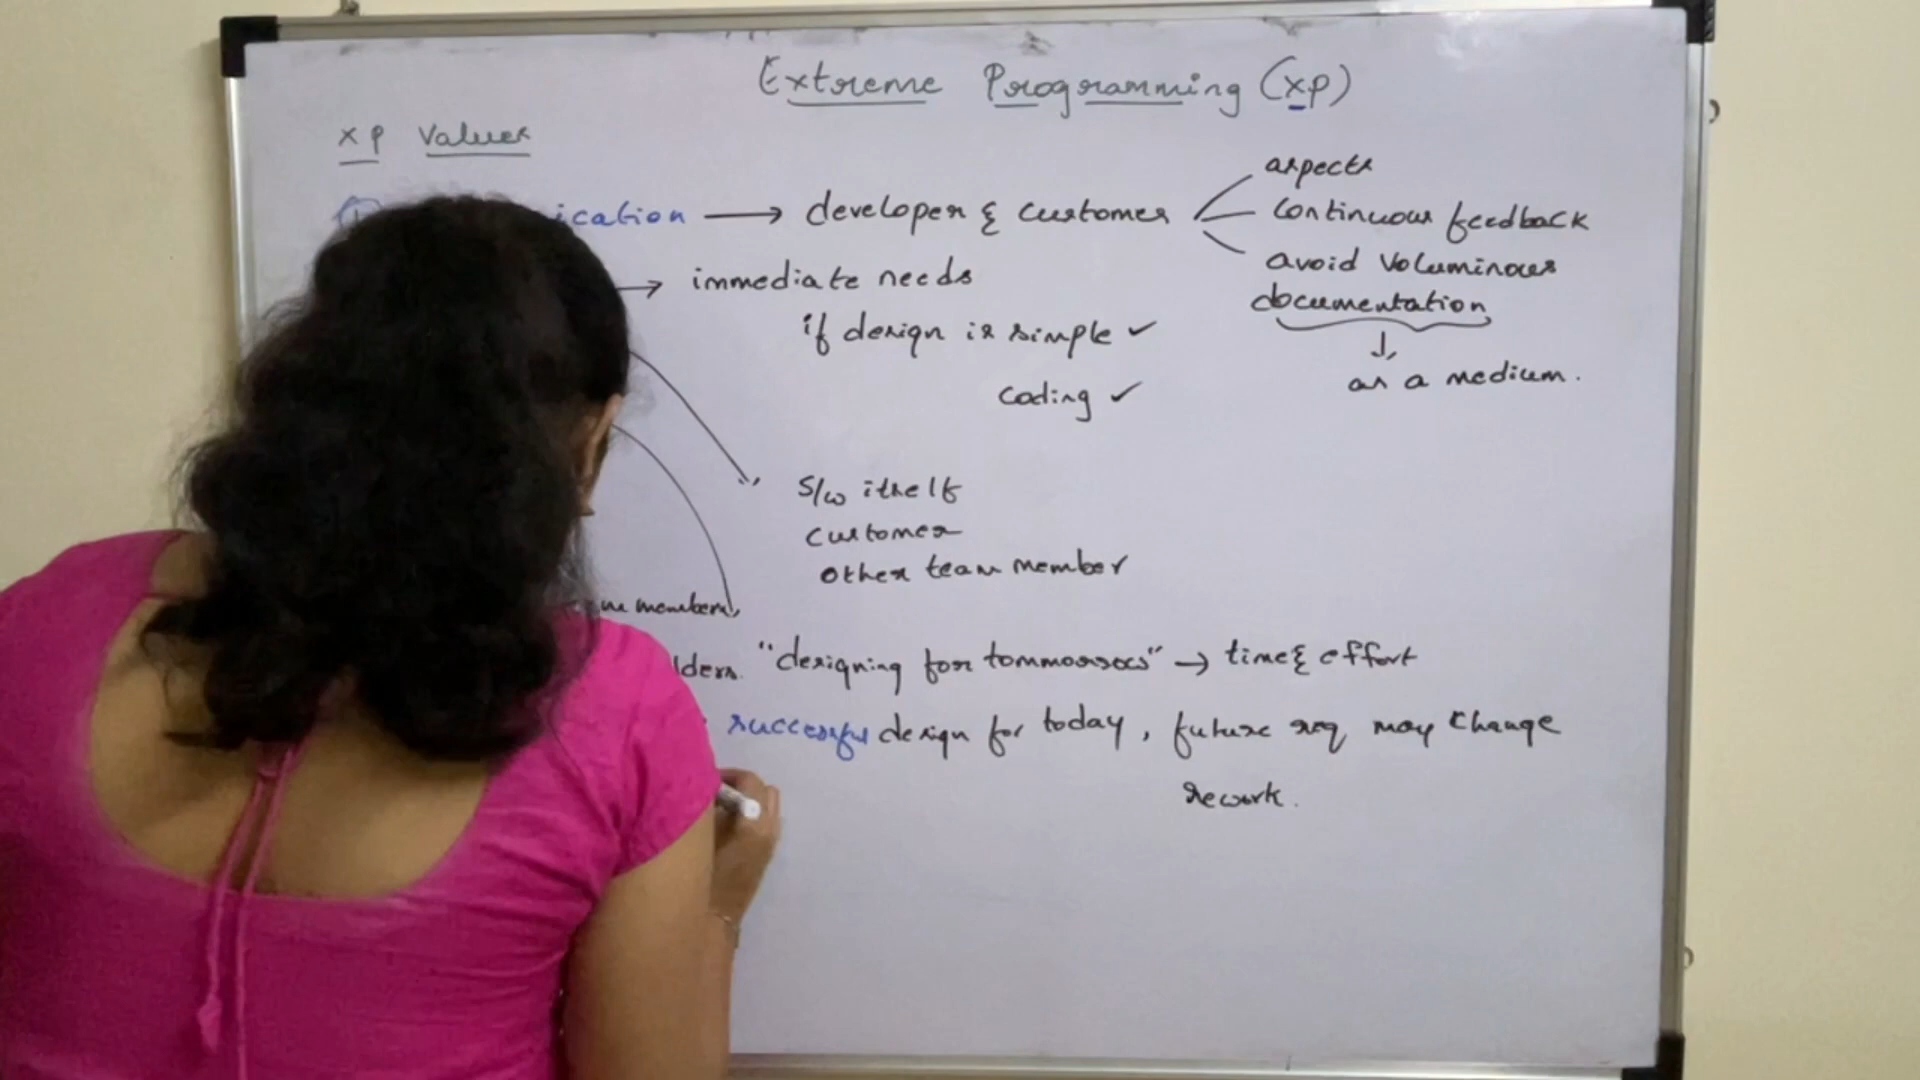 Extreme Programming (XP)
XP Values
ication → developer & customer
aspects
continuous feedback
avoid voluminous
documentation
↓
as a medium.
→ immediate needs
if design is simple ✓
coding ✓
S/w itself
customer
other team member
members,
lders. "designing for tommorrow" → time & effort
successful design for today, future req may change
rework.